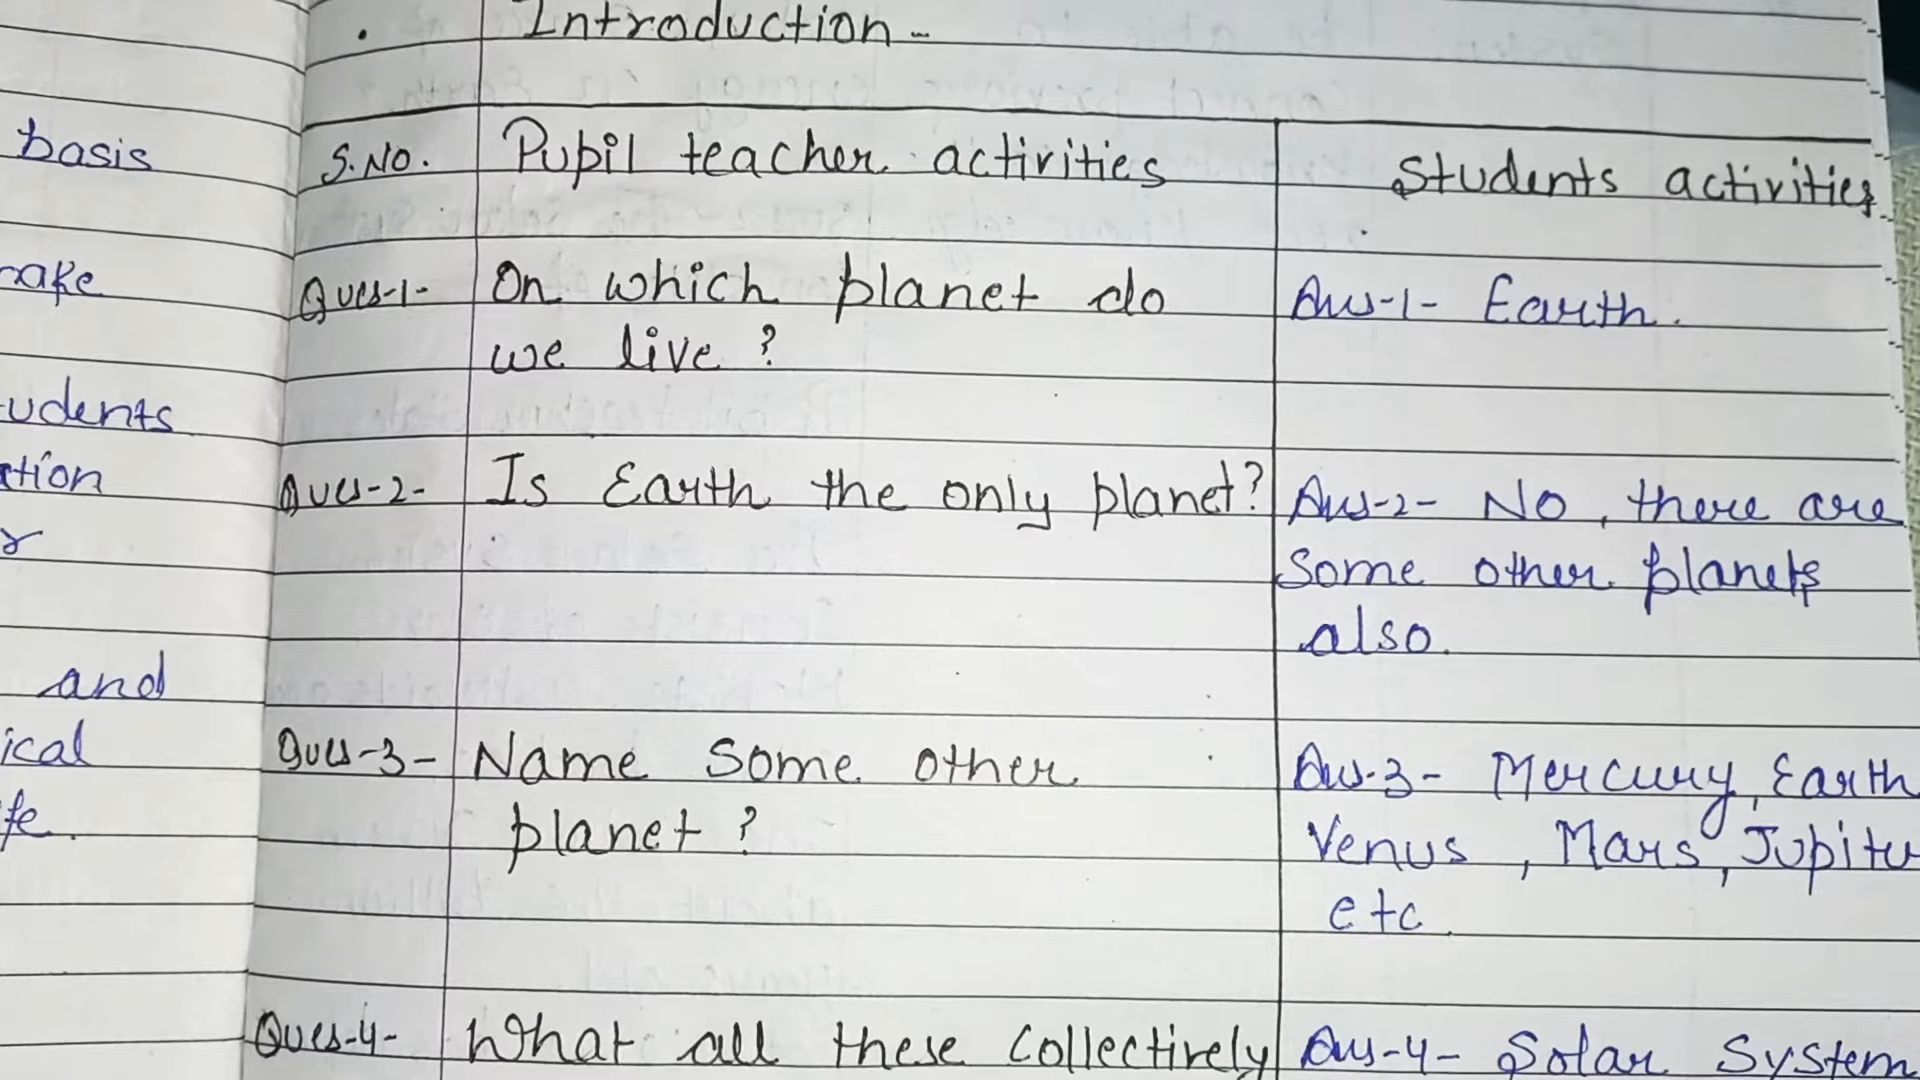 basis
udents
and
ical
Introduction -
S.No. Pupil teacher activities Students activities
Ques-1- On which planet do Ans-1- Earth.
we live ?
Ques-2- Is Earth the only planet? Ans-2- No, there are
some other planets
also.
Ques-3- Name some other Ans-3- Mercury, Earth
planet ? Venus, Mars, Jupiter
etc.
Ques-4- What all these collectively Ans-4- Solar System